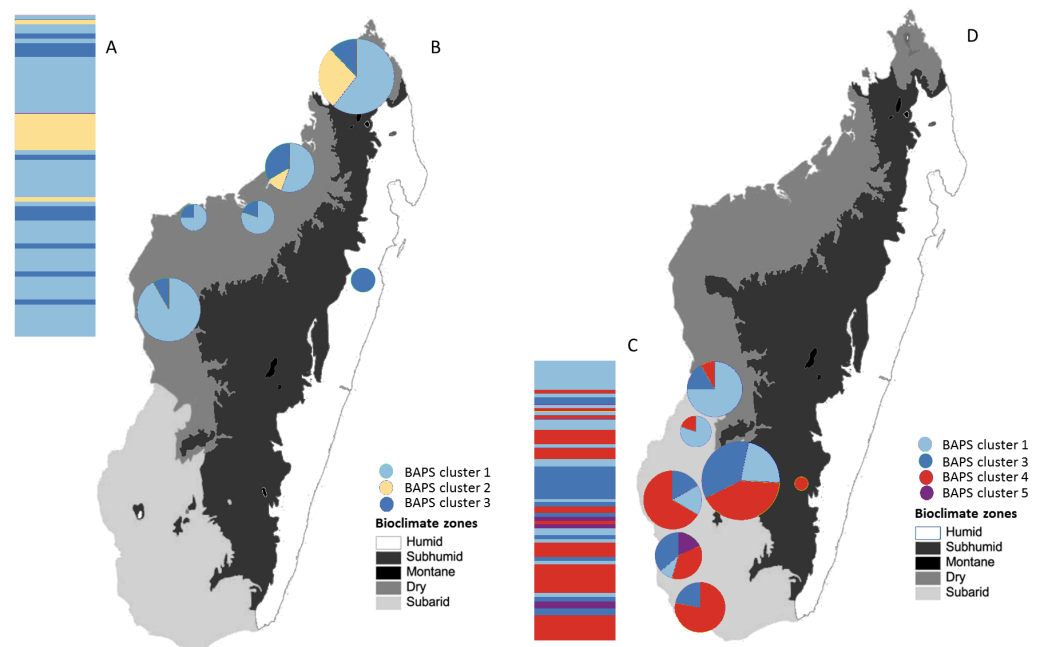 A
B
BAPS cluster 1
BAPS cluster 2
BAPS cluster 3
Bioclimate zones
Humid
Subhumid
Montane
Dry
Subarid
C
D
BAPS cluster 1
BAPS cluster 3
BAPS cluster 4
BAPS cluster 5
Bioclimate zones
Humid
Subhumid
Montane
Dry
Subarid